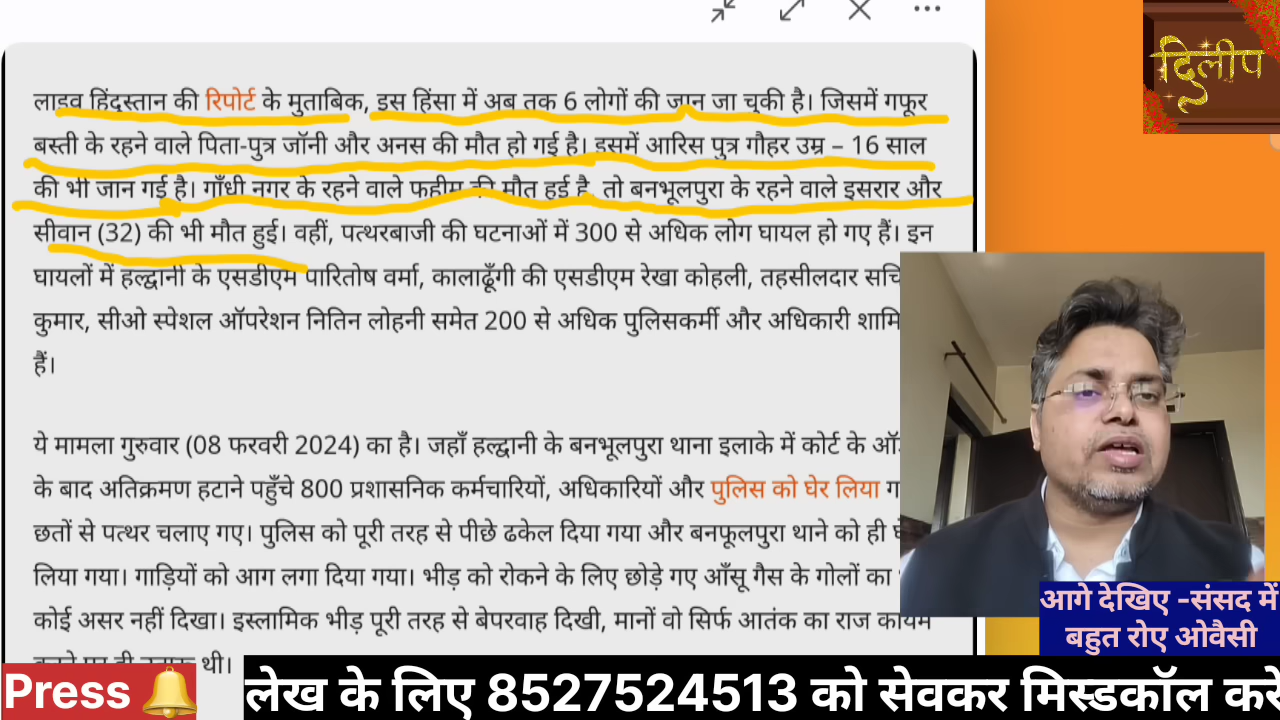 लाइव हिंदुस्तान की रिपोर्ट के मुताबिक, इस हिंसा में अब तक 6 लोगों की जान जा चुकी है। जिसमें गफूर
बस्ती के रहने वाले पिता-पुत्र जॉनी और अनस की मौत हो गई है। इसमें आरिस पुत्र गौहर उम्र – 16 साल
की भी जान गई है। गाँधी नगर के रहने वाले फहीम की मौत हुई है, तो बनभूलपुरा के रहने वाले इसरार और
सीवान (32) की भी मौत हुई। वहीं, पत्थरबाजी की घटनाओं में 300 से अधिक लोग घायल हो गए हैं। इन
घायलों में हल्द्वानी के एसडीएम पारितोष वर्मा, कालाढूँगी की एसडीएम रेखा कोहली, तहसीलदार
कुमार, सीओ स्पेशल ऑपरेशन नितिन लोहनी समेत 200 से अधिक पुलिसकर्मी और अधिकारी
हैं।
ये मामला गुरुवार (08 फरवरी 2024) का है। जहाँ हल्द्वानी के बनभूलपुरा थाना इलाके में कोर्ट के
के बाद अतिक्रमण हटाने पहुँचे 800 प्रशासनिक कर्मचारियों, अधिकारियों और पुलिस को घेर लिया
छतों से पत्थर चलाए गए। पुलिस को पूरी तरह से पीछे ढकेल दिया गया और बनफूलपुरा थाने को ही
लिया गया। गाड़ियों को आग लगा दिया गया। भीड़ को रोकने के लिए छोड़े गए आँसू गैस के गोलों का
कोई असर नहीं दिखा। इस्लामिक भीड़ पूरी तरह से बेपरवाह दिखी, मानों वो सिर्फ आतंक का राज कायम
थी।
दिलीप
आगे देखिए -संसद में
बहुत रोए ओवैसी
Press
लेख के लिए 8527524513 को सेवकर मिस्डकॉल करे